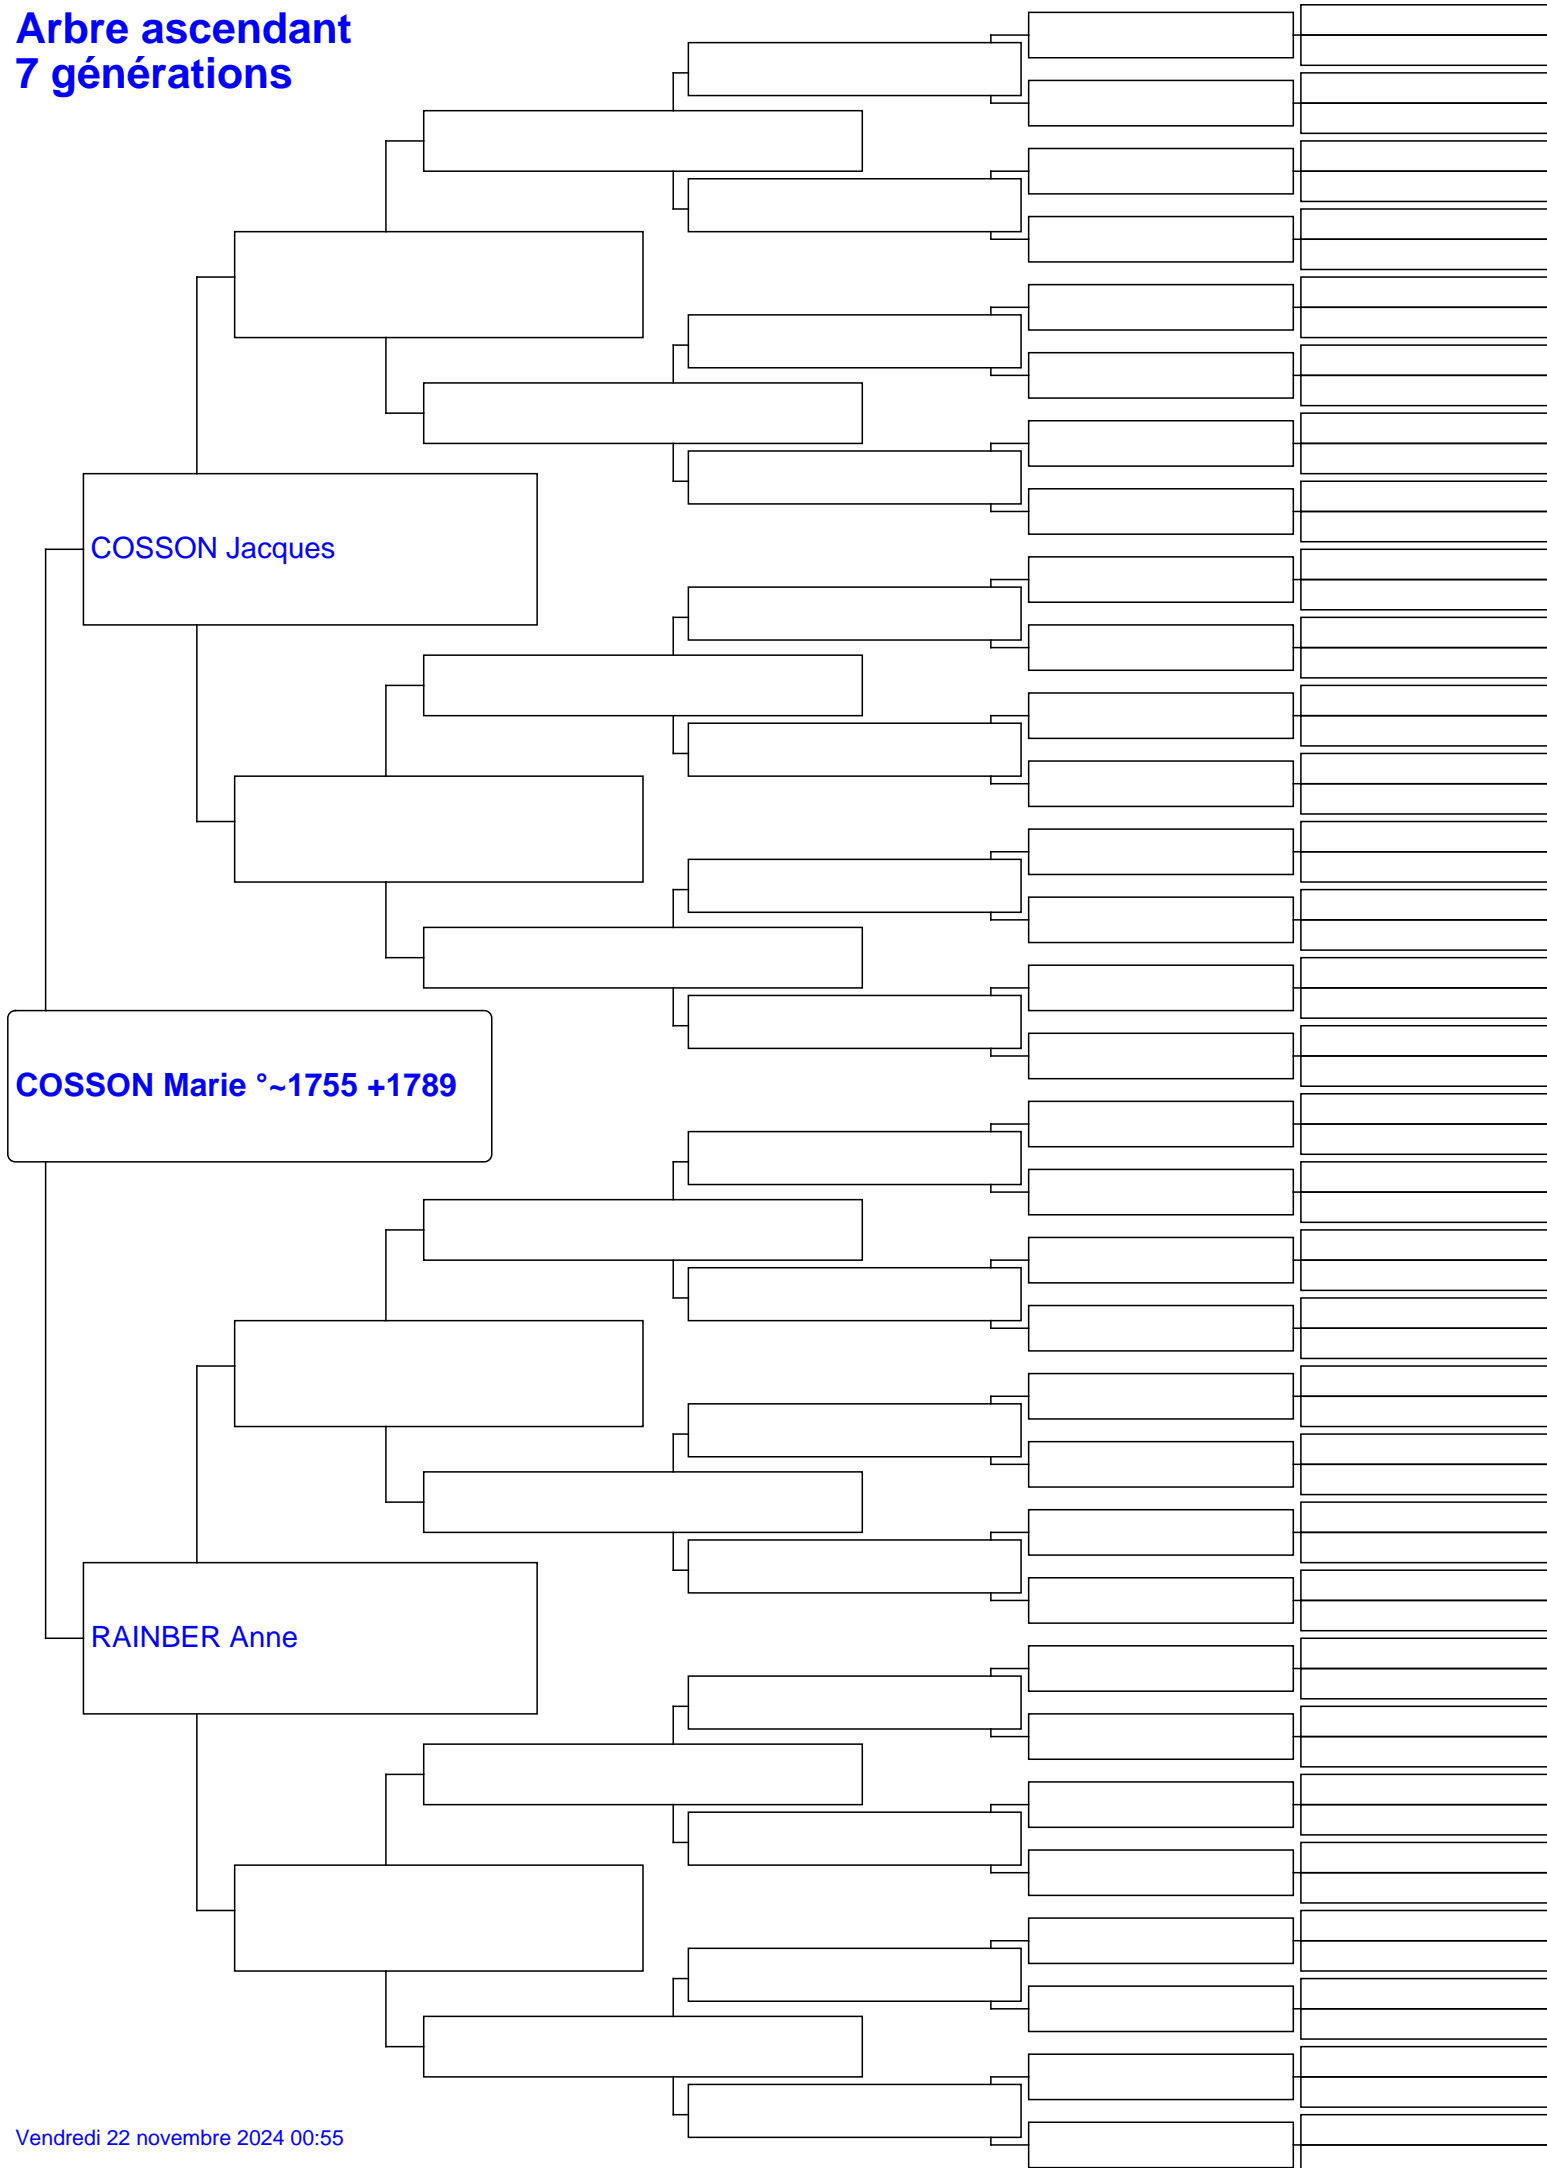 Arbre ascendant
7 générations
COSSON Jacques
COSSON Marie °~1755 +1789
RAINBER Anne
Vendredi 22 novembre 2024 00:55